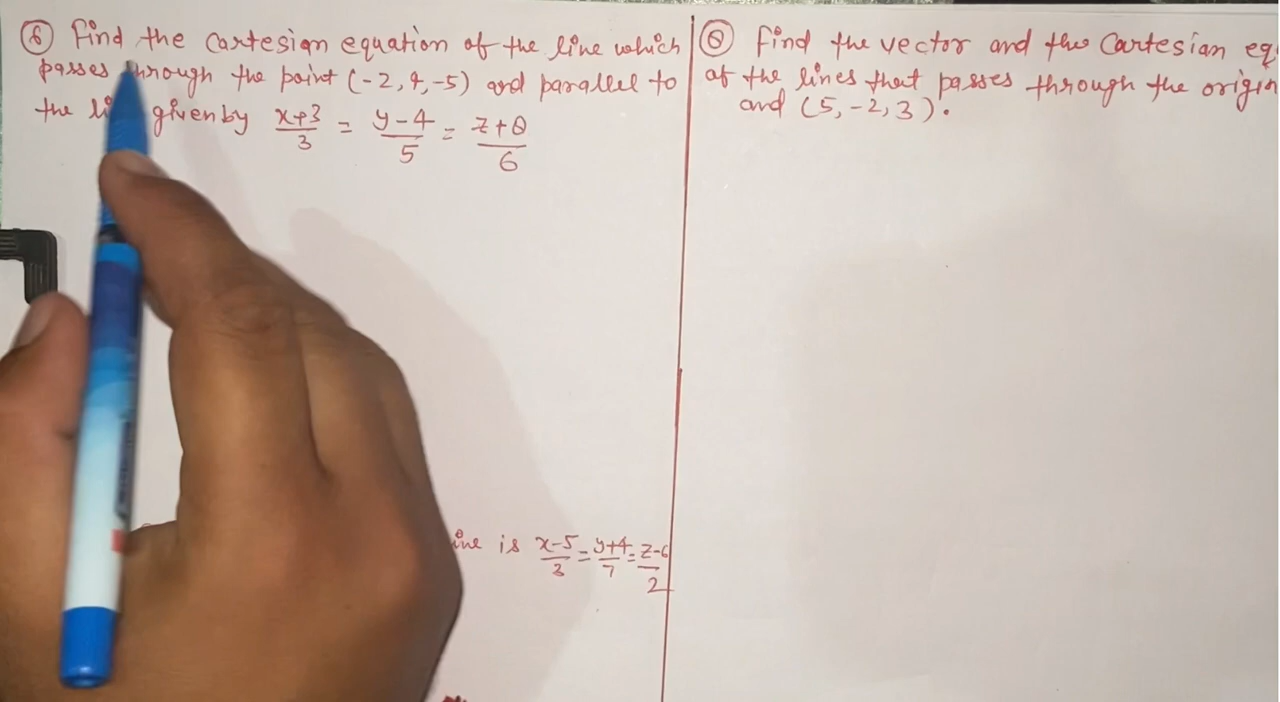 ⑥ Find the Cartesian equation of the line which
passes through the point (-2, 4, -5) and parallel to
the given by x+3/3 = y-4/5 = z+8/6
is x-5/3 = y+4/7 = z-6/2
⑧ Find the vector and the Cartesian eq
of the lines that passes through the origin
and (5, -2, 3).